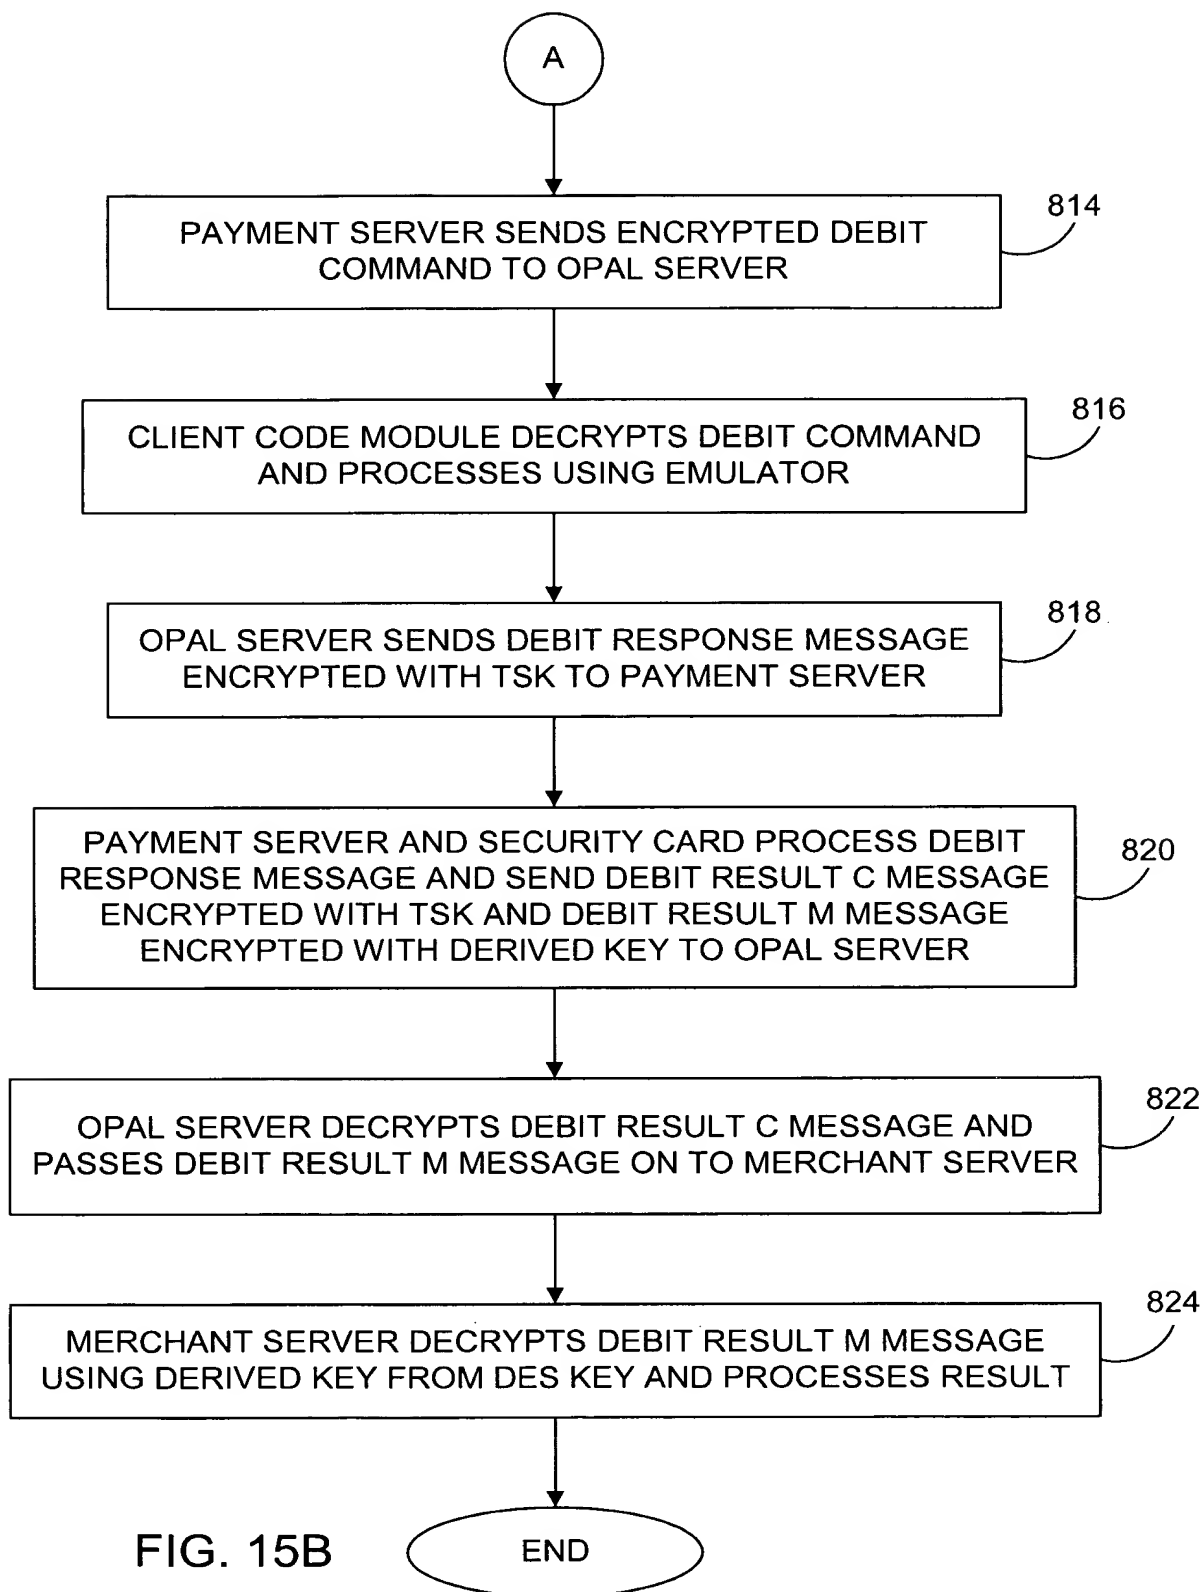 A
PAYMENT SERVER SENDS ENCRYPTED DEBIT
COMMAND TO OPAL SERVER
814
CLIENT CODE MODULE DECRYPTS DEBIT COMMAND
AND PROCESSES USING EMULATOR
816
OPAL SERVER SENDS DEBIT RESPONSE MESSAGE
ENCRYPTED WITH TSK TO PAYMENT SERVER
818
PAYMENT SERVER AND SECURITY CARD PROCESS DEBIT
RESPONSE MESSAGE AND SEND DEBIT RESULT C MESSAGE
ENCRYPTED WITH TSK AND DEBIT RESULT M MESSAGE
ENCRYPTED WITH DERIVED KEY TO OPAL SERVER
820
OPAL SERVER DECRYPTS DEBIT RESULT C MESSAGE AND
PASSES DEBIT RESULT M MESSAGE ON TO MERCHANT SERVER
822
MERCHANT SERVER DECRYPTS DEBIT RESULT M MESSAGE
USING DERIVED KEY FROM DES KEY AND PROCESSES RESULT
824
END
FIG. 15B